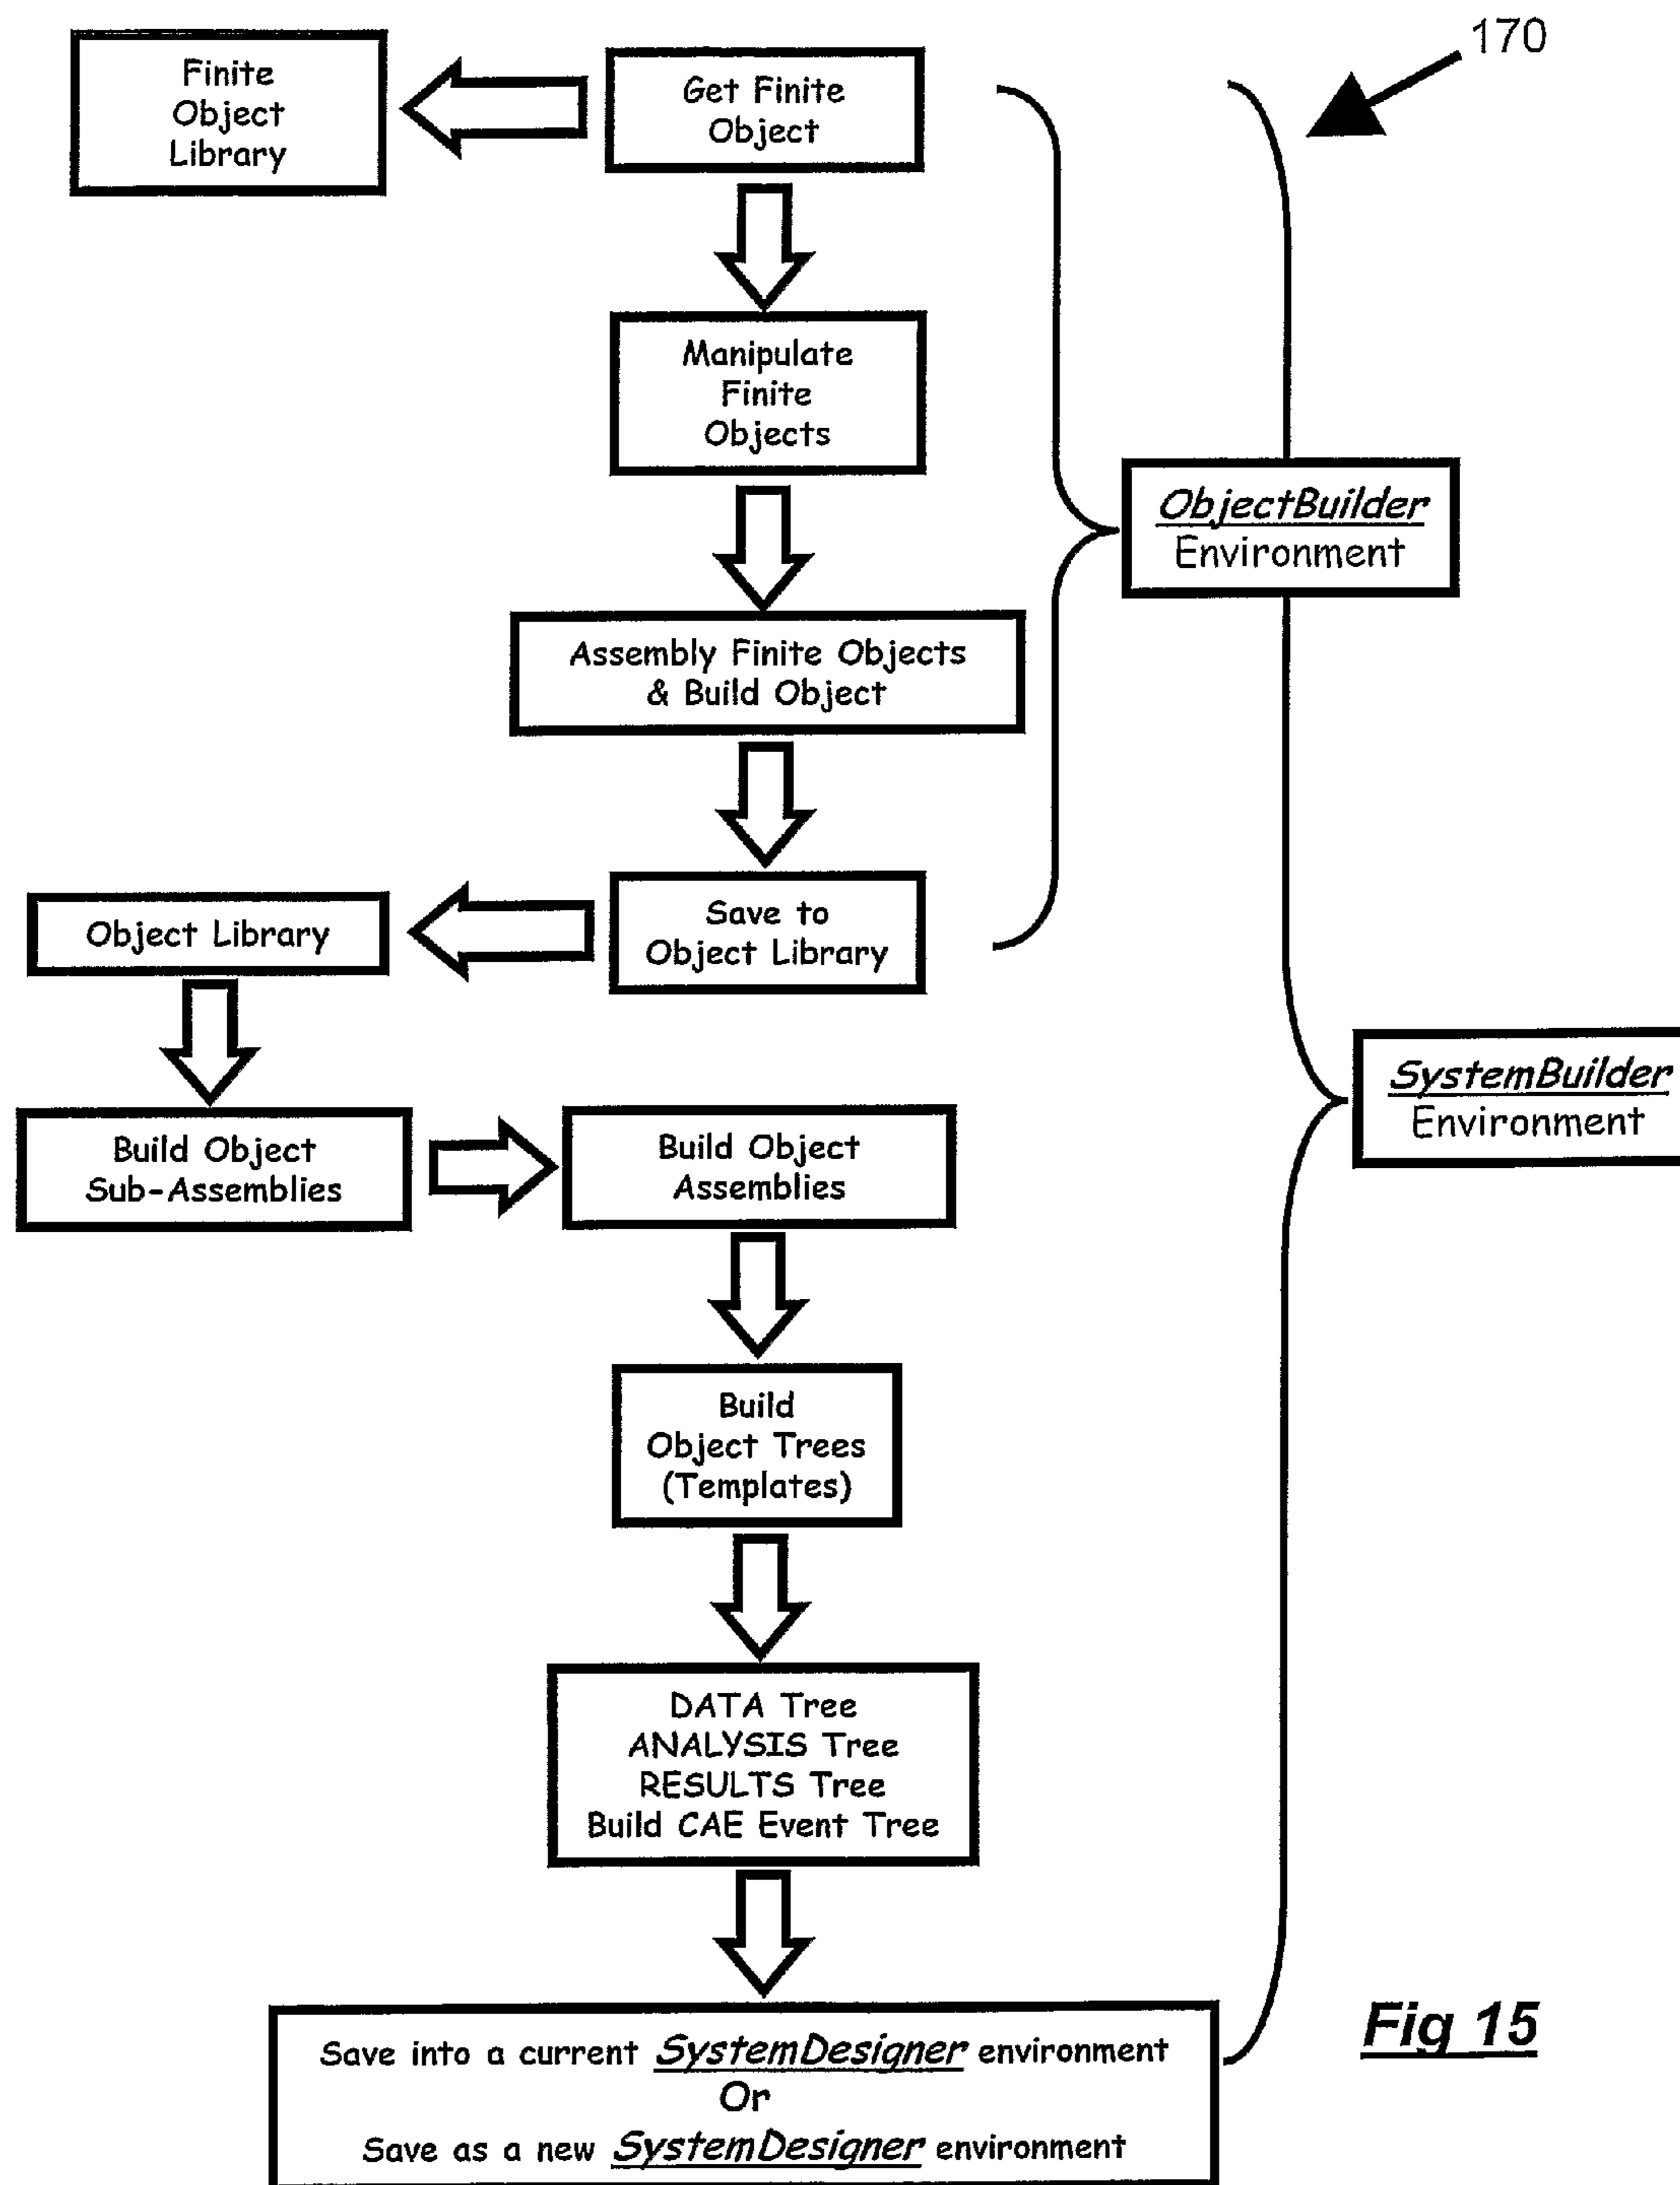 170
Finite
Object
Library
Get Finite
Object
Manipulate
Finite
Objects
ObjectBuilder
Environment
Assembly Finite Objects
& Build Object
Object Library
Save to
Object Library
SystemBuilder
Environment
Build Object
Sub-Assemblies
Build Object
Assemblies
Build
Object Trees
(Templates)
DATA Tree
ANALYSIS Tree
RESULTS Tree
Build CAE Event Tree
Save into a current SystemDesigner environment
Or
Save as a new SystemDesigner environment
Fig 15